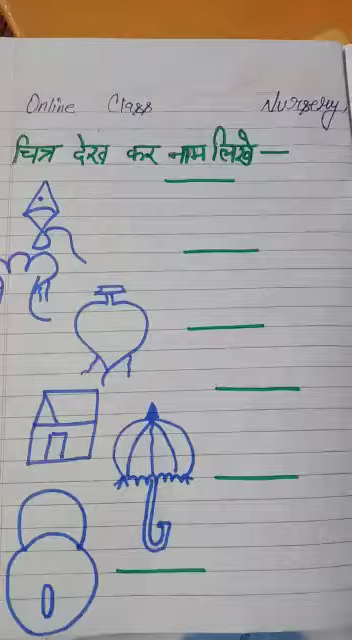 Online Class Nursery
चित्र देख कर नाम लिखे —